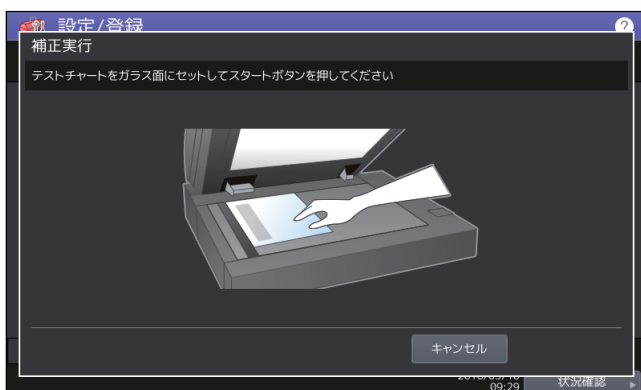 設定/登録
?
補正実行
テストチャートをガラス面にセットしてスタートボタンを押してください
キャンセル
09:29
状況確認